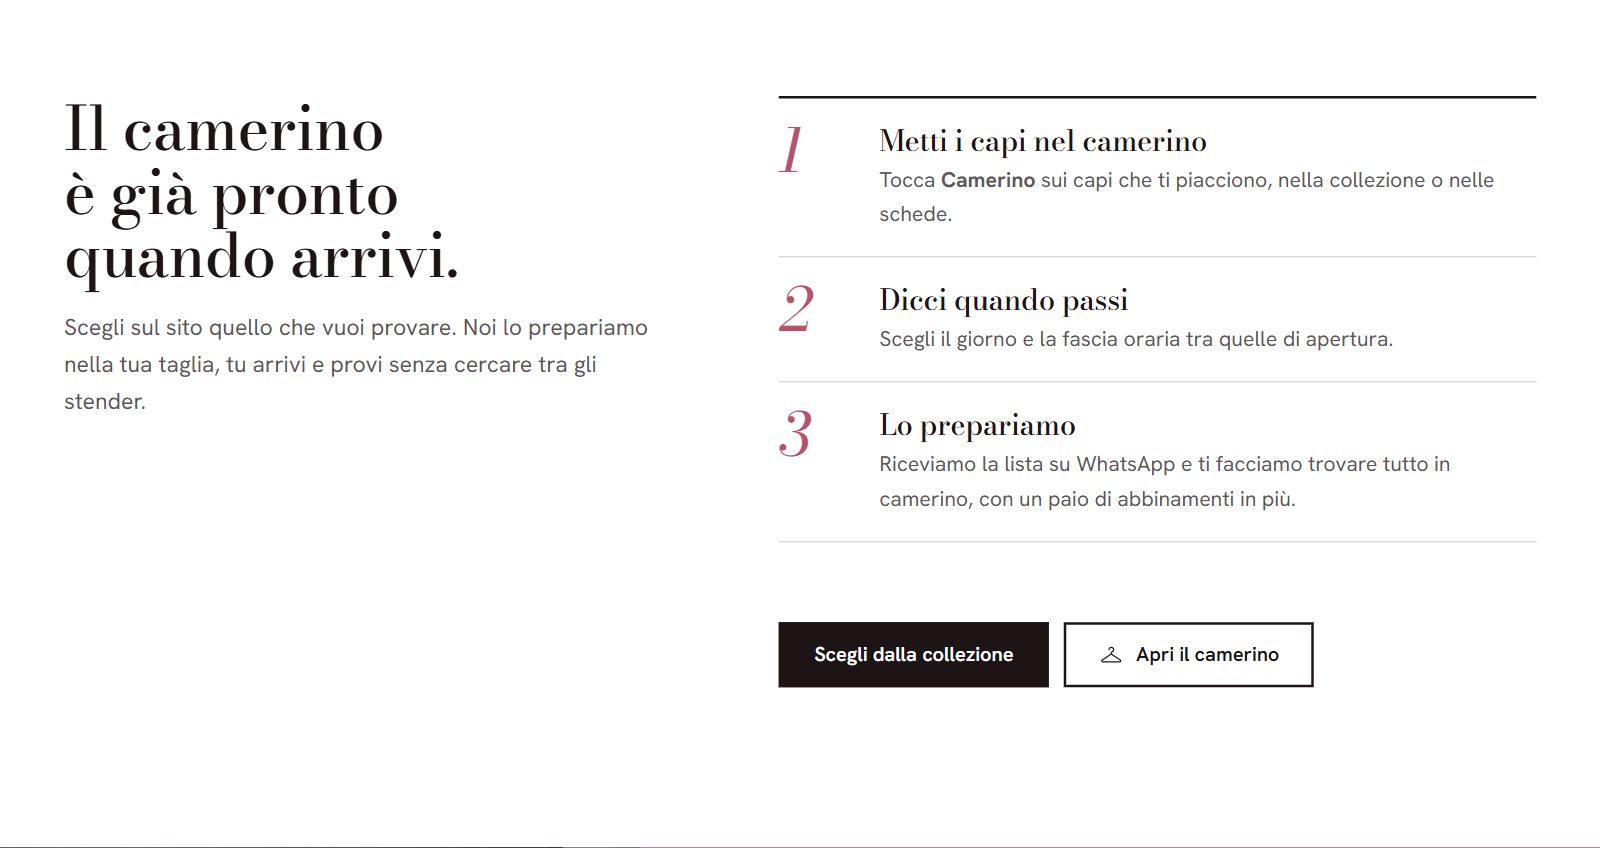 Il camerino
è già pronto
quando arrivi.
Scegli sul sito quello che vuoi provare. Noi lo prepariamo
nella tua taglia, tu arrivi e provi senza cercare tra gli
stender.
1
Metti i capi nel camerino
Tocca Camerino sui capi che ti piacciono, nella collezione o nelle
schede.
2
Dicci quando passi
Scegli il giorno e la fascia oraria tra quelle di apertura.
3
Lo prepariamo
Riceviamo la lista su WhatsApp e ti facciamo trovare tutto in
camerino, con un paio di abbinamenti in più.
Scegli dalla collezione
Apri il camerino